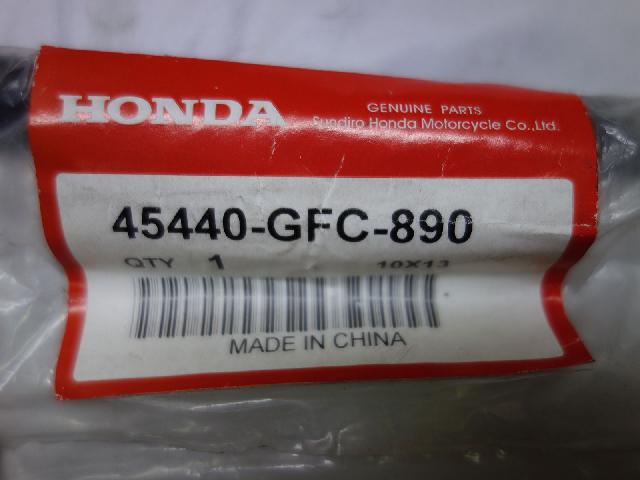 HONDA
GENUINE PARTS
Sundiro Honda Motorcycle Co.,Ltd.
45440-GFC-890
QTY 1 10X13
MADE IN CHINA